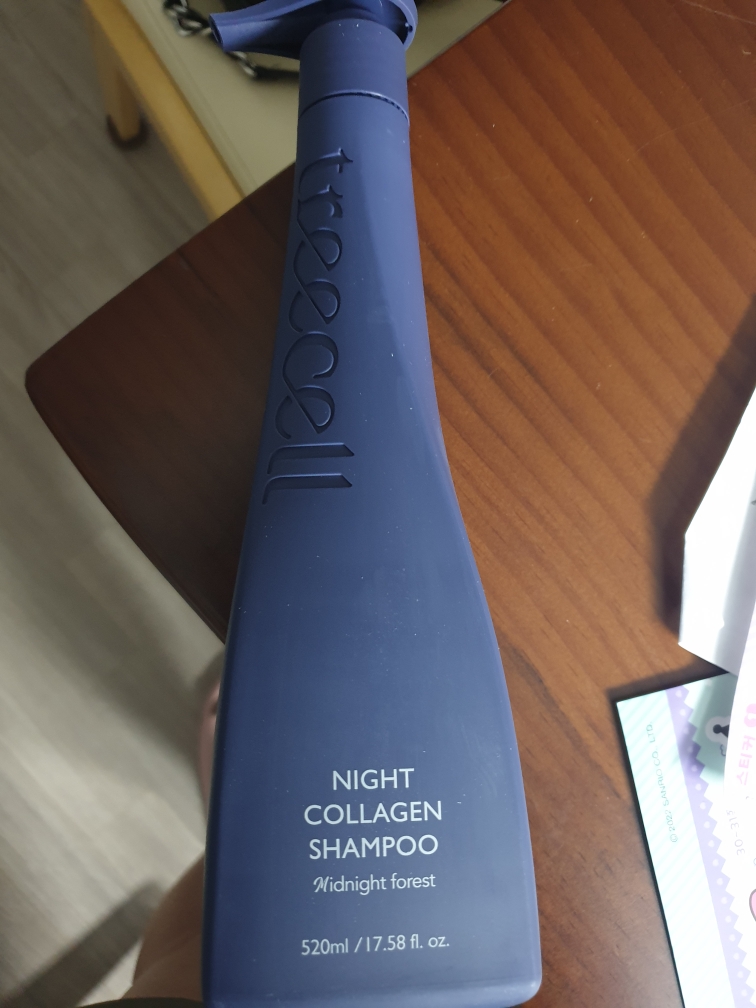 treecell
NIGHT
COLLAGEN
SHAMPOO
Midnight forest
520ml / 17.58 fl. oz.